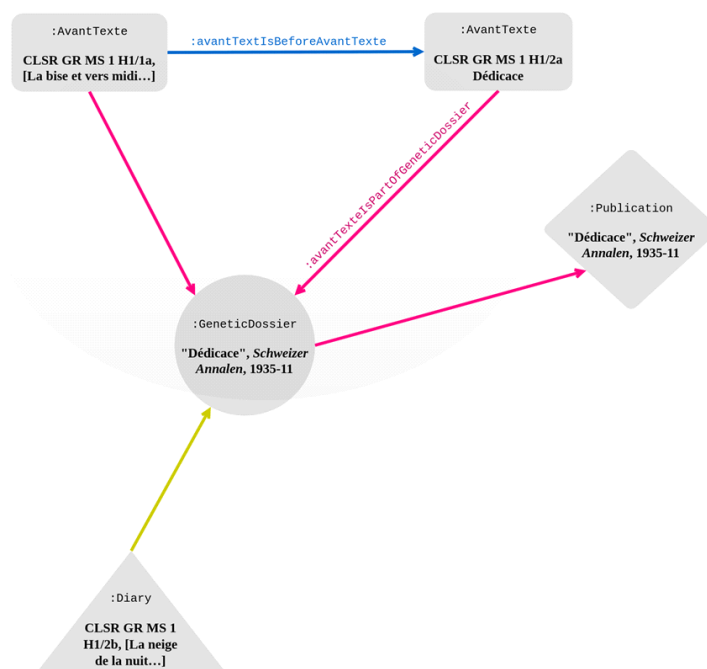 :AvantTexte
CLSR GR MS 1 H1/1a,
[La bise et vers midi…]
:avantTextIsBeforeAvantTexte
:AvantTexte
CLSR GR MS 1 H1/2a
Dédicace
:avantTexteIsPartOfGeneticDossier
:Publication
"Dédicace", Schweizer
Annalen, 1935-11
:GeneticDossier
"Dédicace", Schweizer
Annalen, 1935-11
:Diary
CLSR GR MS 1
H1/2b, [La neige
de la nuit…]